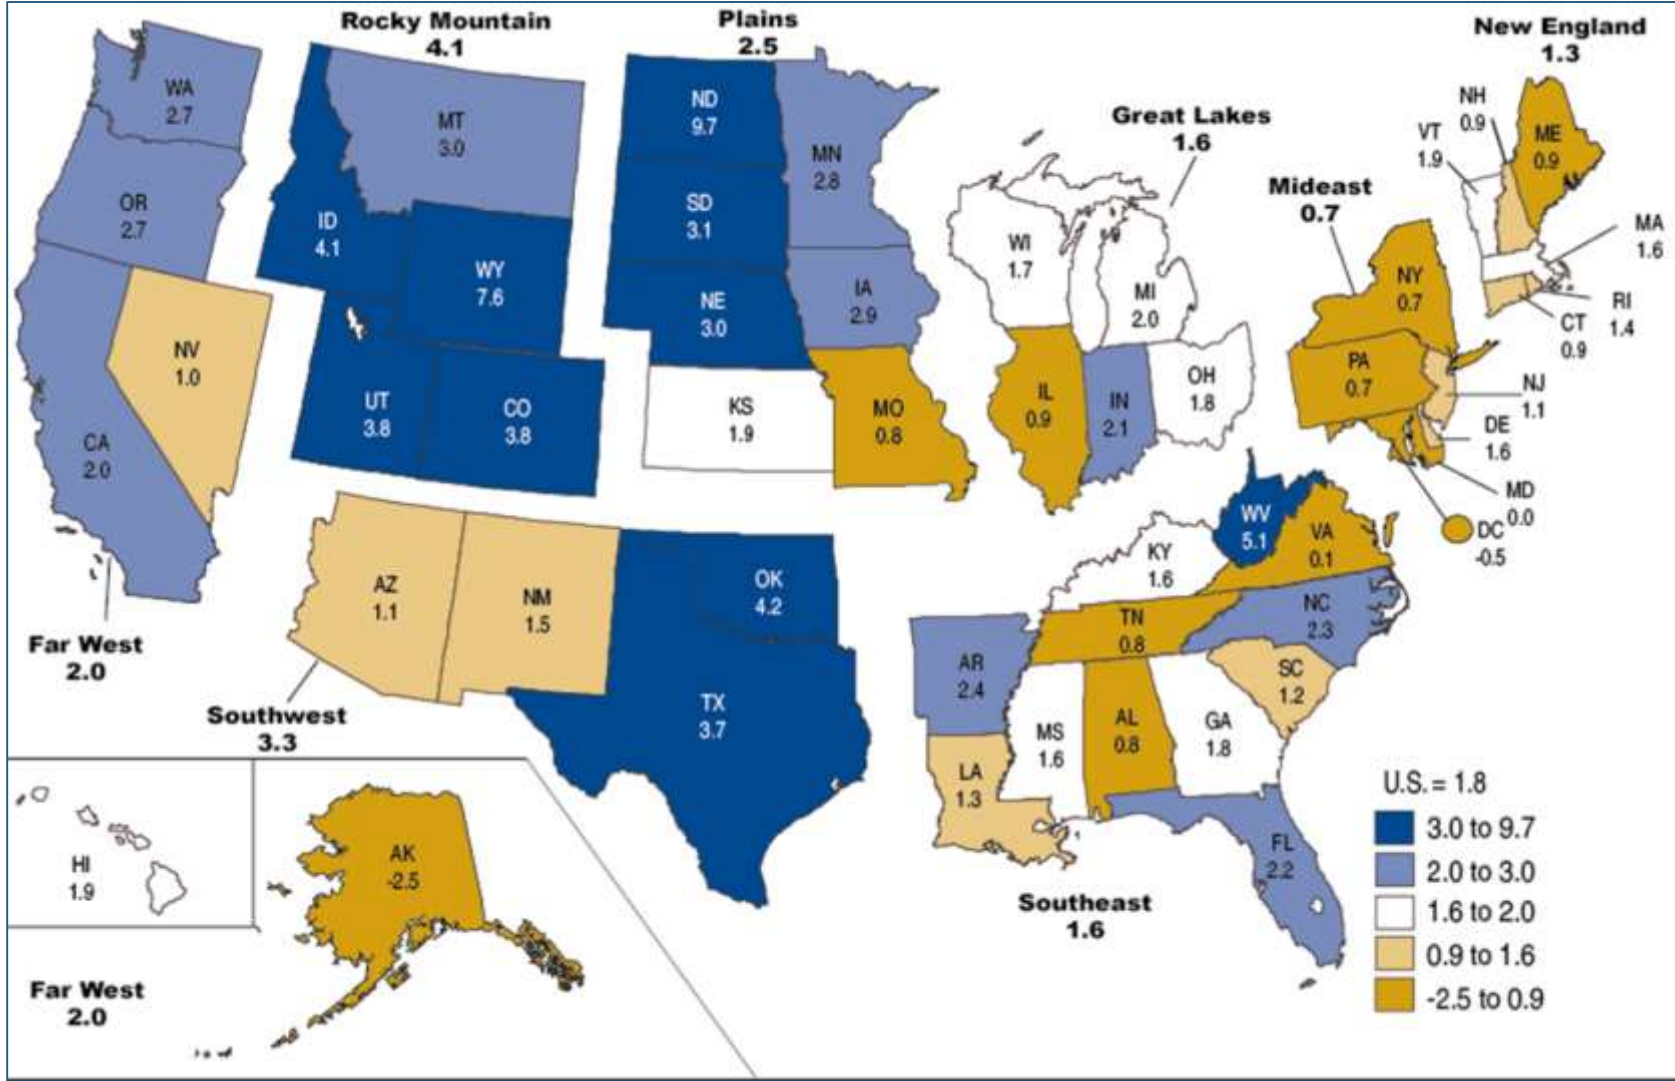 Rocky Mountain
4.1
Plains
2.5
New England
1.3
Great Lakes
1.6
Mideast
0.7
WA
2.7
OR
2.7
CA
2.0
NV
1.0
MT
3.0
ID
4.1
WY
7.6
UT
3.8
CO
3.8
ND
9.7
SD
3.1
NE
3.0
KS
1.9
MN
2.8
IA
2.9
MO
0.8
WI
1.7
MI
2.0
IL
0.9
IN
2.1
OH
1.8
NH
0.9
VT
1.9
ME
0.9
MA
1.6
RI
1.4
CT
0.9
NY
0.7
PA
0.7
NJ
1.1
DE
1.6
MD
0.0
DC
-0.5
Far West
2.0
AZ
1.1
NM
1.5
OK
4.2
TX
3.7
Southwest
3.3
WV
5.1
VA
0.1
KY
1.6
TN
0.8
NC
2.3
AR
2.4
SC
1.2
MS
1.6
AL
0.8
GA
1.8
LA
1.3
FL
2.2
Southeast
1.6
HI
1.9
AK
-2.5
Far West
2.0
U.S. = 1.8
3.0 to 9.7
2.0 to 3.0
1.6 to 2.0
0.9 to 1.6
-2.5 to 0.9